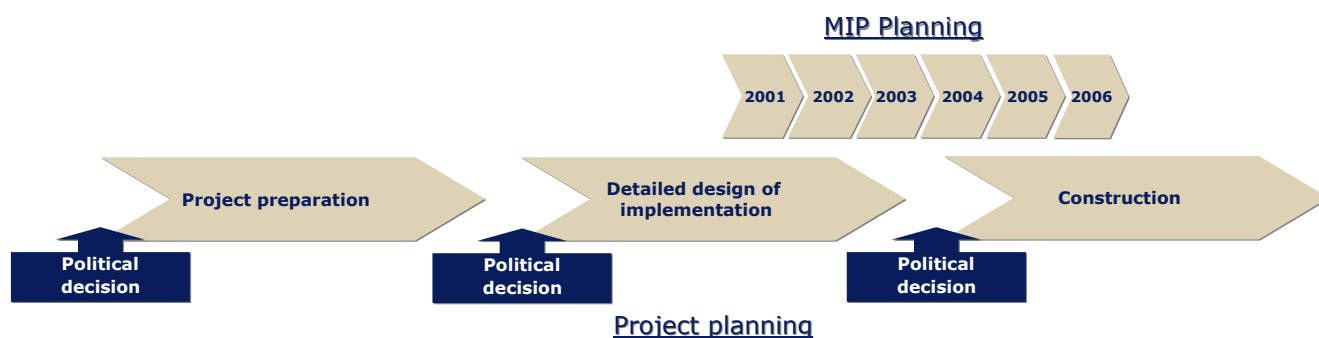 MIP Planning
2001 2002 2003 2004 2005 2006
Project preparation
Detailed design of
implementation
Construction
Political
decision
Political
decision
Political
decision
Project planning